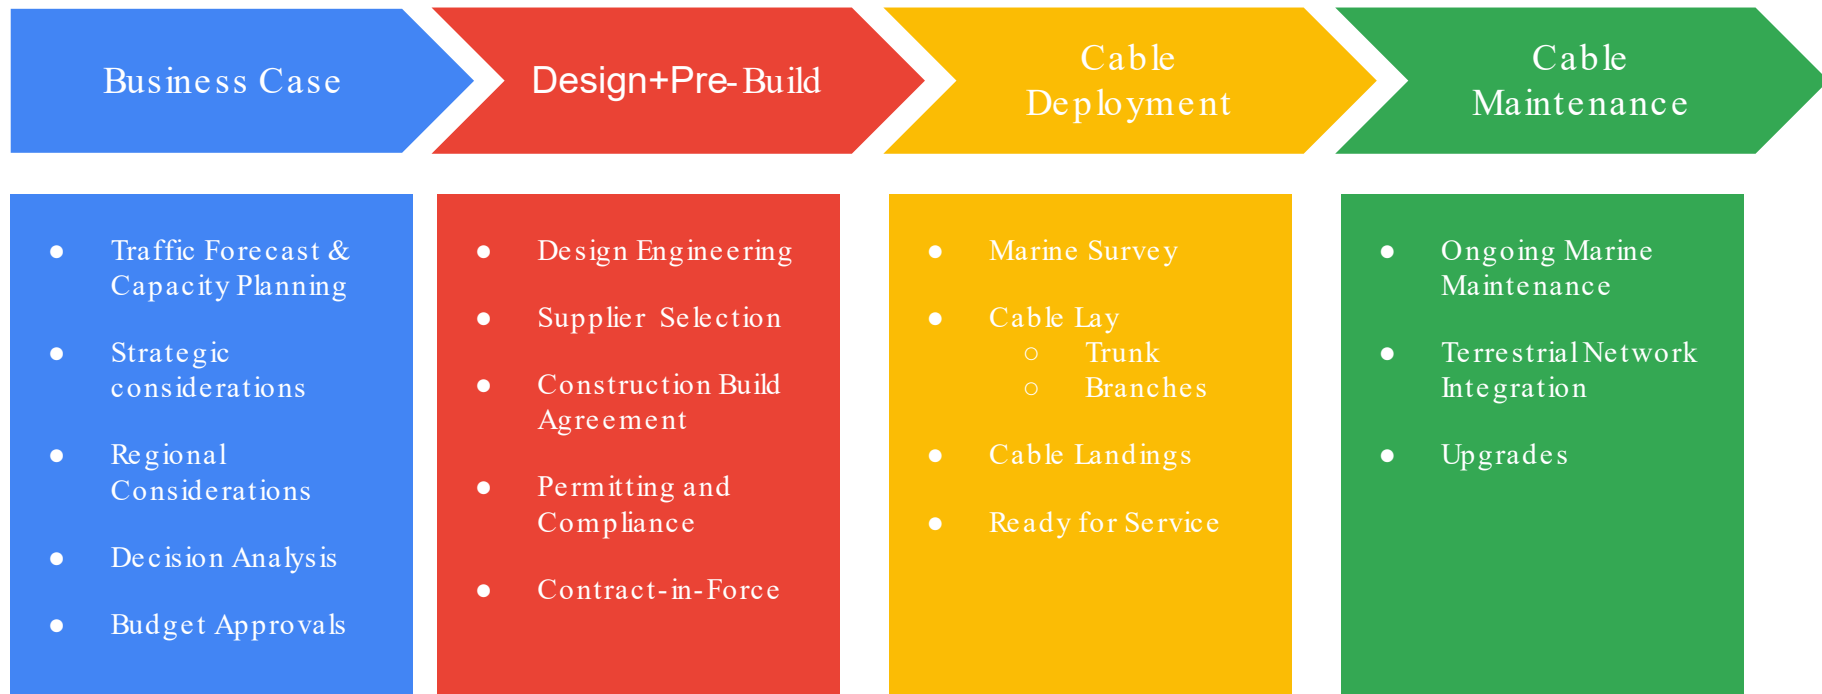 Business Case
Design+Pre-Build
Cable
Deployment
Cable
Maintenance
● Traffic Forecast &
Capacity Planning
● Strategic
considerations
● Regional
Considerations
● Decision Analysis
● Budget Approvals
● Design Engineering
● Supplier Selection
● Construction Build
Agreement
● Permitting and
Compliance
● Contract-in-Force
● Marine Survey
● Cable Lay
○ Trunk
○ Branches
● Cable Landings
● Ready for Service
● Ongoing Marine
Maintenance
● Terrestrial Network
Integration
● Upgrades